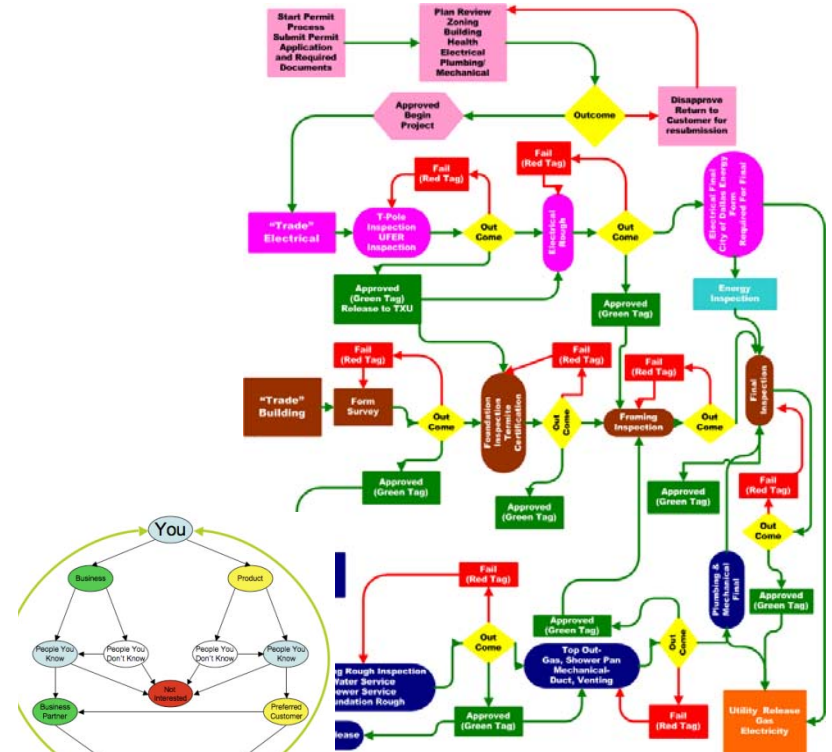 Start Permit
Process
Submit Permit
Application
and Required
Documents
Plan Review
Zoning
Building
Health
Electrical
Plumbing/
Mechanical
Outcome
Disapprove
Return to
Customer for
resubmission
Approved
Begin
Project
Fail
(Red Tag)
Fail
(Red Tag)
"Trade"
Electrical
T-Pole
Inspection
UFER
Inspection
Out
Come
Electrical
Rough
Out
Come
Electrical Final
City of Dallas Energy
Form
Required For Final
Approved
(Green Tag)
Release to TXU
Approved
(Green Tag)
Energy
Inspection
Fail
(Red Tag)
Fail
(Red Tag)
Fail
(Red Tag)
"Trade"
Building
Form
Survey
Out
Come
Foundation
Inspection
Termite
Certification
Out
Come
Framing
Inspection
Out
Come
Final
Inspection
Approved
(Green Tag)
Approved
(Green Tag)
Approved
(Green Tag)
Fail
(Red Tag)
Out
Come
Approved
(Green Tag)
You
Business
Product
People You
Know
People You
Don't Know
People You
Don't Know
People You
Know
Not
Interested
Business
Partner
Preferred
Customer
Fail
(Red Tag)
Approved
(Green Tag)
Plumbing &
Mechanical
Final
Rough Inspection
Water Service
Out
Come
Top Out-
Gas, Shower Pan
Mechanical-
Duct, Venting
Out
Come
Approved
(Green Tag)
Fail
(Red Tag)
Utility Release
Gas
Electricity